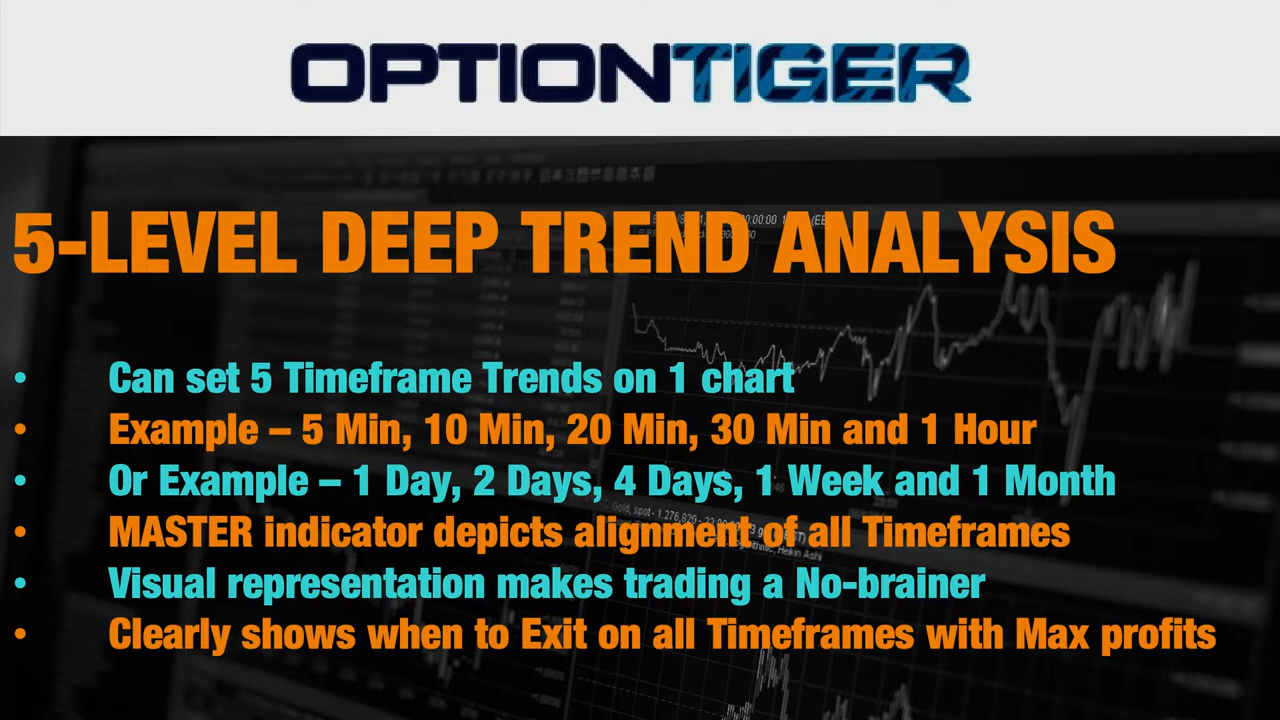 OPTIONTIGER
5-LEVEL DEEP TREND ANALYSIS
• Can set 5 Timeframe Trends on 1 chart
• Example – 5 Min, 10 Min, 20 Min, 30 Min and 1 Hour
• Or Example – 1 Day, 2 Days, 4 Days, 1 Week and 1 Month
• MASTER indicator depicts alignment of all Timeframes
• Visual representation makes trading a No-brainer
• Clearly shows when to Exit on all Timeframes with Max profits